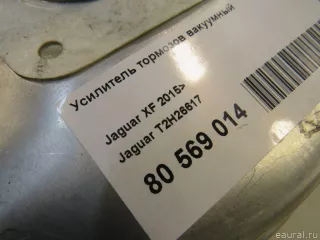 Усилитель тормозов вакуумный
Jaguar XF 2015>
Jaguar T2H26617
80 569 014
eaural.ru